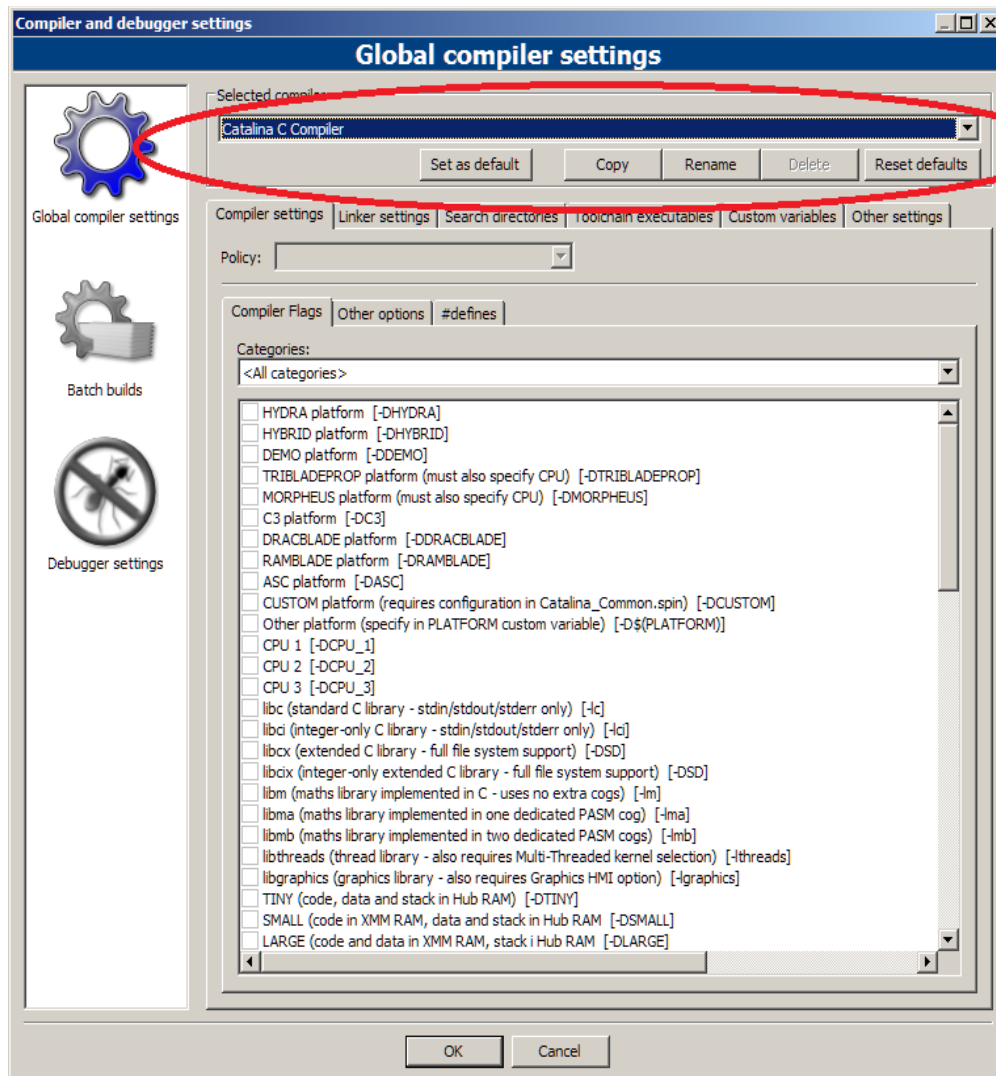 Compiler and debugger settings
Global compiler settings
Selected compiler
Catalina C Compiler
Set as default Copy Rename Delete Reset defaults
Global compiler settings
Batch builds
Debugger settings
Compiler settings Linker settings Search directories Toolchain executables Custom variables Other settings
Policy:
Compiler Flags Other options #defines
Categories:
<All categories>
HYDRA platform [-DHYDRA]
HYBRID platform [-DHYBRID]
DEMO platform [-DDEMO]
TRIBLADEPROP platform (must also specify CPU) [-DTRIBLADEPROP]
MORPHEUS platform (must also specify CPU) [-DMORPHEUS]
C3 platform [-DC3]
DRACBLADE platform [-DDRACBLADE]
RAMBLADE platform [-DRAMBLADE]
ASC platform [-DASC]
CUSTOM platform (requires configuration in Catalina_Common.spin) [-DCUSTOM]
Other platform (specify in PLATFORM custom variable) [-D$(PLATFORM)]
CPU 1 [-DCPU_1]
CPU 2 [-DCPU_2]
CPU 3 [-DCPU_3]
libc (standard C library - stdin/stdout/stderr only) [-lc]
libci (integer-only C library - stdin/stdout/stderr only) [-lci]
libcx (extended C library - full file system support) [-DSD]
libcix (integer-only extended C library - full file system support) [-DSD]
libm (maths library implemented in C - uses no extra cogs) [-lm]
libma (maths library implemented in one dedicated PASM cog) [-lma]
libmb (maths library implemented in two dedicated PASM cogs) [-lmb]
libthreads (thread library - also requires Multi-Threaded kernel selection) [-lthreads]
libgraphics (graphics library - also requires Graphics HMI option) [-lgraphics]
TINY (code, data and stack in Hub RAM) [-DTINY]
SMALL (code in XMM RAM, data and stack in Hub RAM [-DSMALL]
LARGE (code and data in XMM RAM, stack i Hub RAM [-DLARGE]
OK Cancel